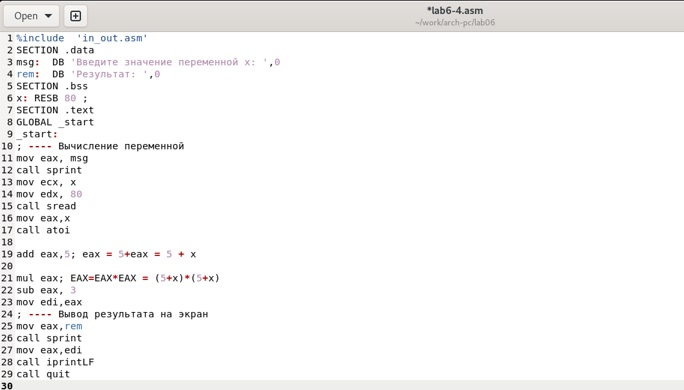 Open
*lab6-4.asm
~/work/arch-pc/lab06
1 %include  'in_out.asm'
2 SECTION .data
3 msg:  DB 'Введите значение переменной x: ',0
4 rem:  DB 'Результат: ',0
5 SECTION .bss
6 x: RESB 80 ;
7 SECTION .text
8 GLOBAL _start
9 _start:
10 ; ---- Вычисление переменной
11 mov eax, msg
12 call sprint
13 mov ecx, x
14 mov edx, 80
15 call sread
16 mov eax,x
17 call atoi
18
19 add eax,5; eax = 5+eax = 5 + x
20
21 mul eax; EAX=EAX*EAX = (5+x)*(5+x)
22 sub eax, 3
23 mov edi,eax
24 ; ---- Вывод результата на экран
25 mov eax,rem
26 call sprint
27 mov eax,edi
28 call iprintLF
29 call quit
30